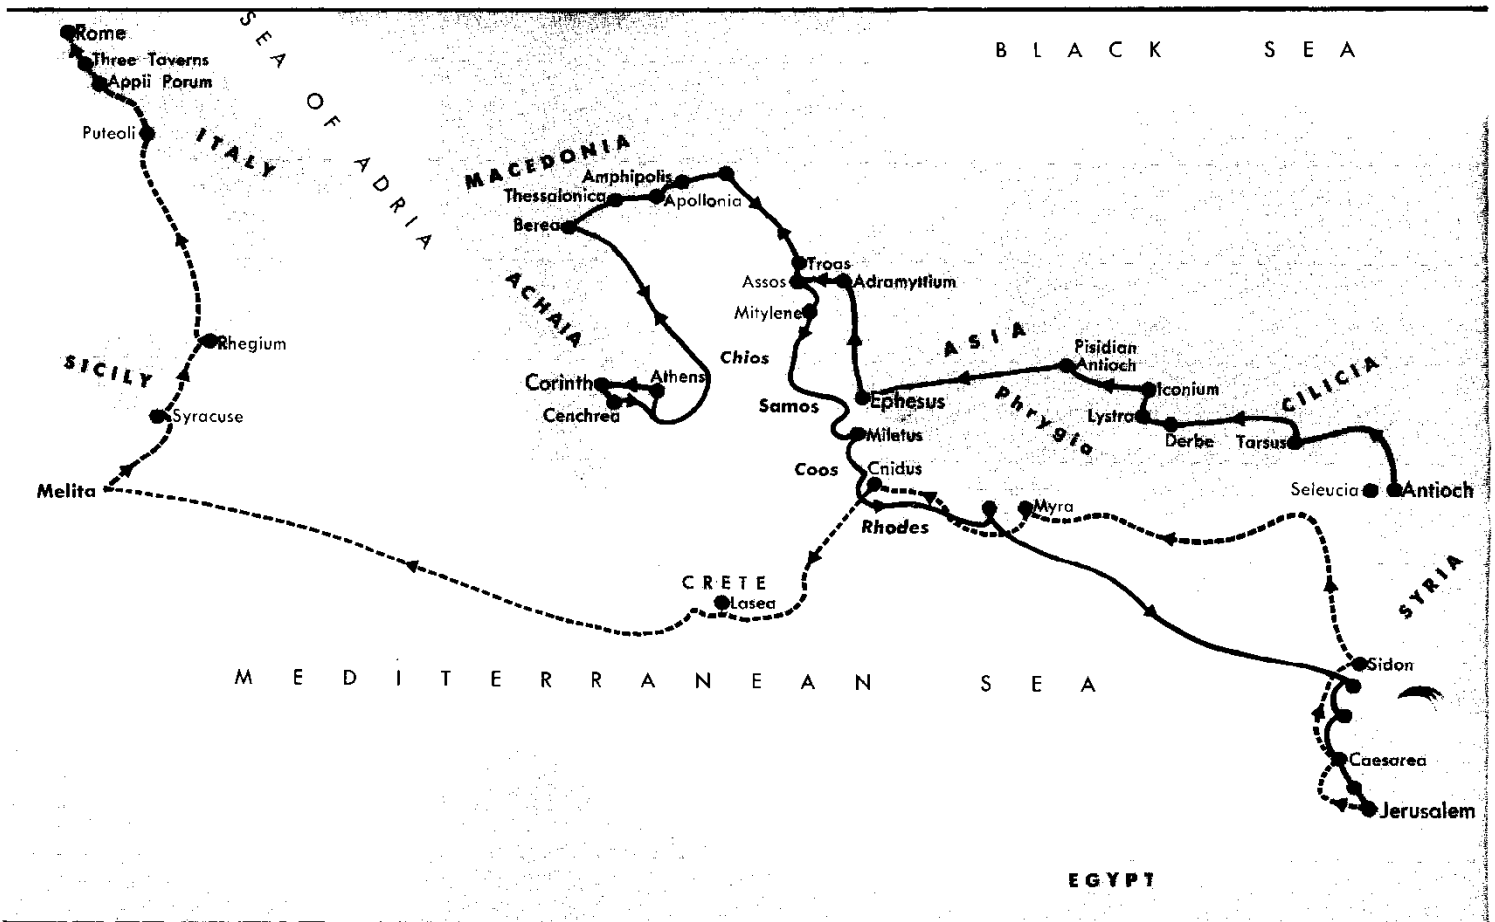 SEA OF ADRIA
BLACK SEA
Rome
Three Taverns
Appii Porum
Puteoli
ITALY
MACEDONIA
Amphipolis
Thessalonica
Apollonia
Berea
Troas
Assos
Adramyttium
ACHAIA
Mitylene
Chios
ASIA
Pisidian
Antioch
Rhegium
SICILY
CILICIA
Corinth
Athens
Iconium
Phrygia
Samos
Ephesus
Cenchrea
Syracuse
Lystra
Derbe
Tarsus
Miletus
Coos
Cnidus
Melita
Seleucia
Antioch
Myra
Rhodes
CRETE
Lasea
SYRIA
Sidon
MEDITERRANEAN SEA
Caesarea
Jerusalem
EGYPT